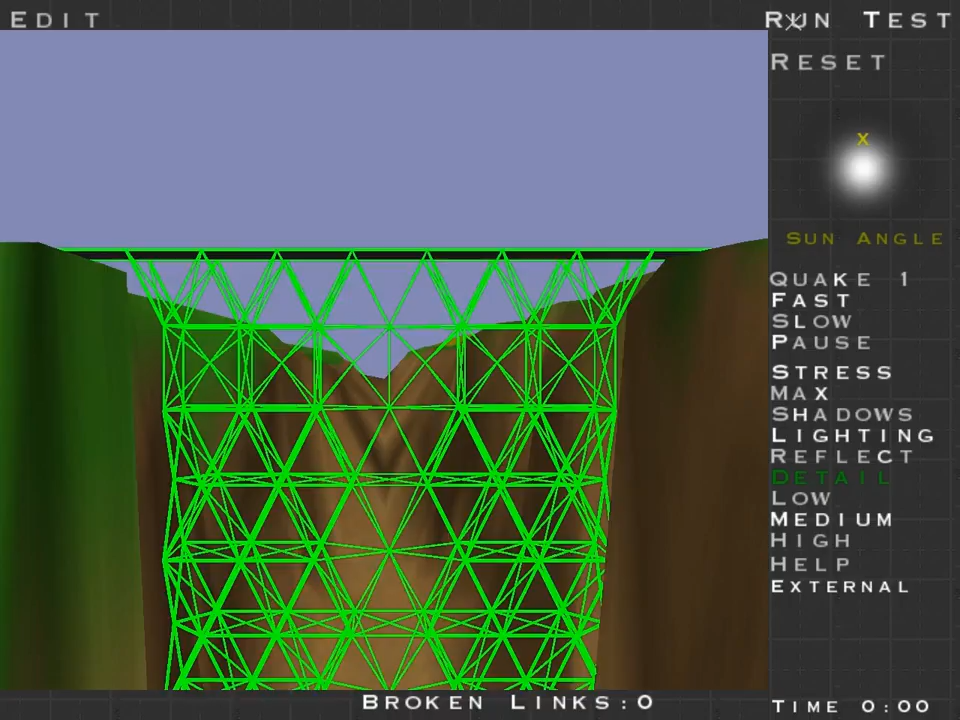 EDIT
RUN TEST
RESET
X
SUN ANGLE
QUAKE 1
FAST
SLOW
PAUSE
STRESS
MAX
SHADOWS
LIGHTING
REFLECT
DETAIL
LOW
MEDIUM
HIGH
HELP
EXTERNAL
BROKEN LINKS:0
TIME 0:00